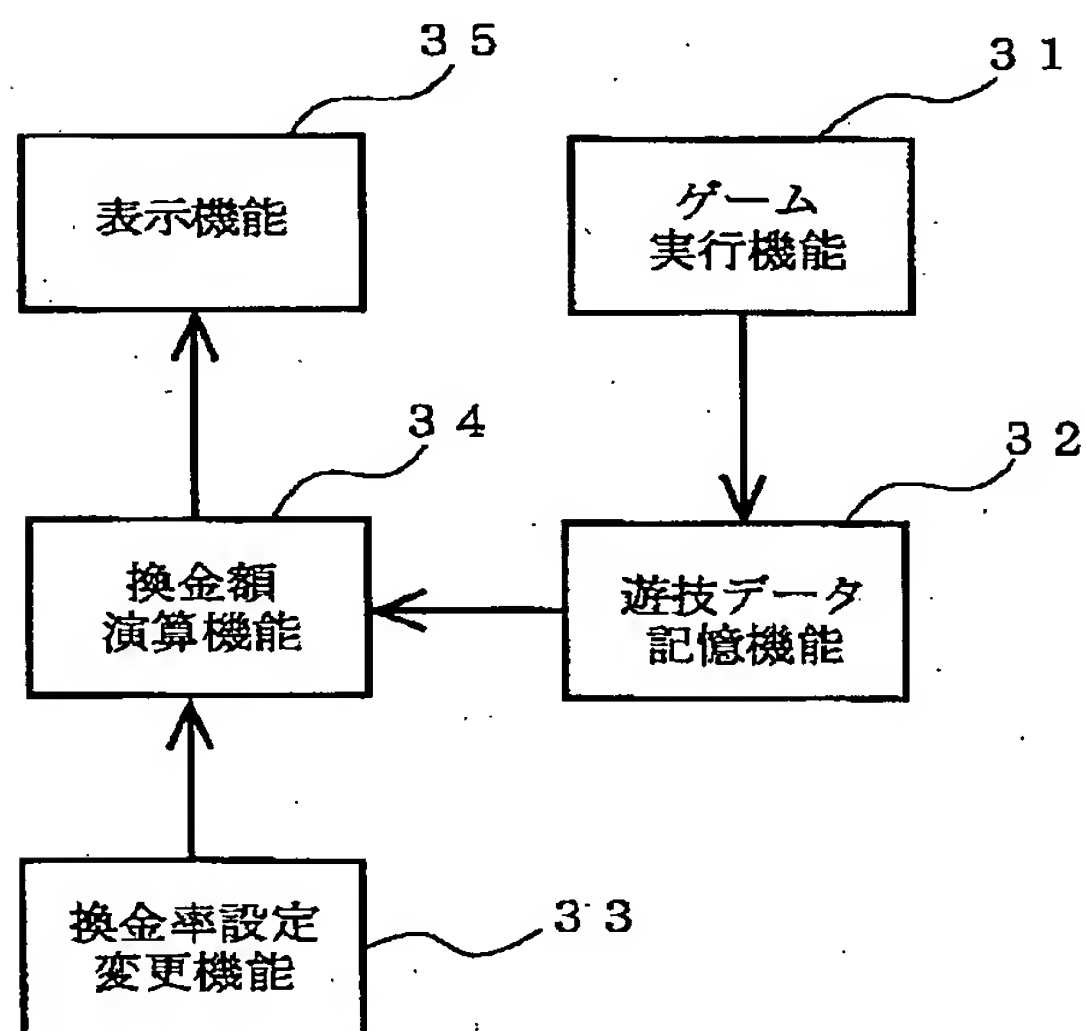 ３５
３１
表示機能
ゲーム
実行機能
３４
３２
換金額
演算機能
遊技データ
記憶機能
換金率設定
変更機能
３３